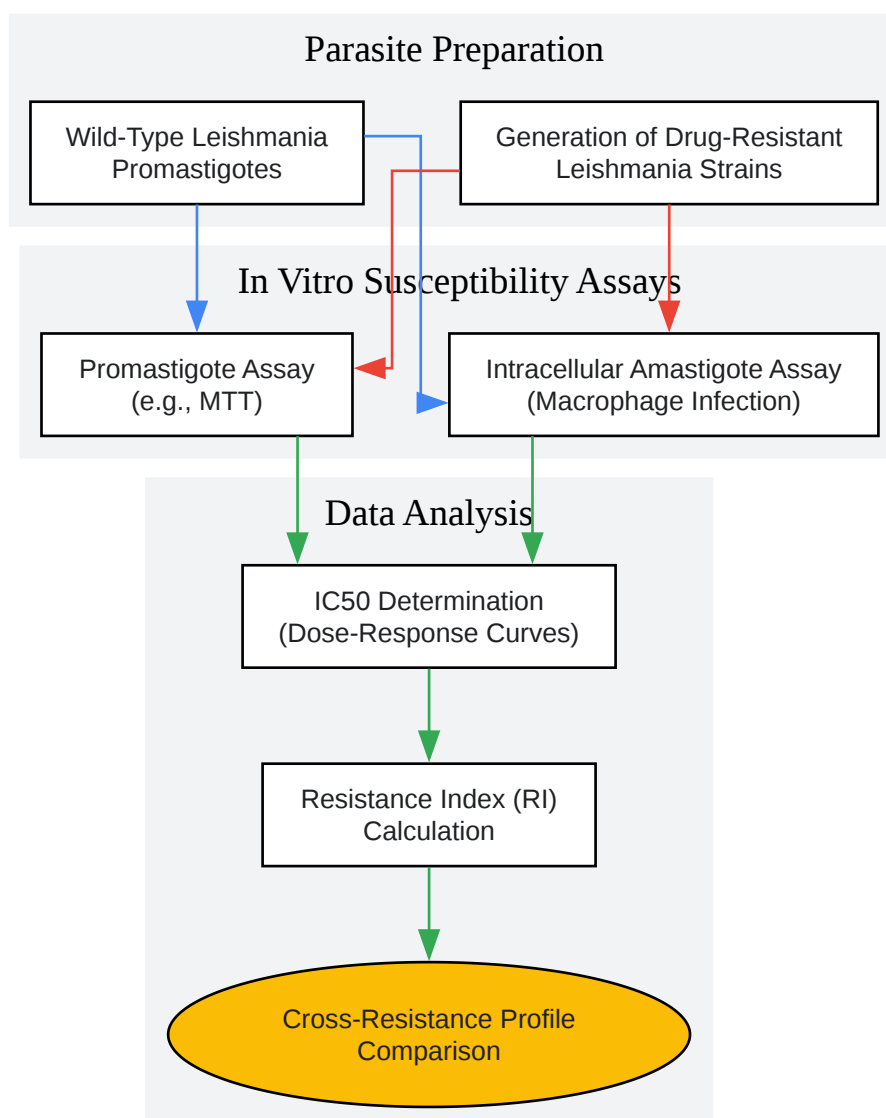 Parasite Preparation
Wild-Type Leishmania
Promastigotes
Generation of Drug-Resistant
Leishmania Strains
In Vitro Susceptibility Assays
Promastigote Assay
(e.g., MTT)
Intracellular Amastigote Assay
(Macrophage Infection)
Data Analysis
IC50 Determination
(Dose-Response Curves)
Resistance Index (RI)
Calculation
Cross-Resistance Profile
Comparison